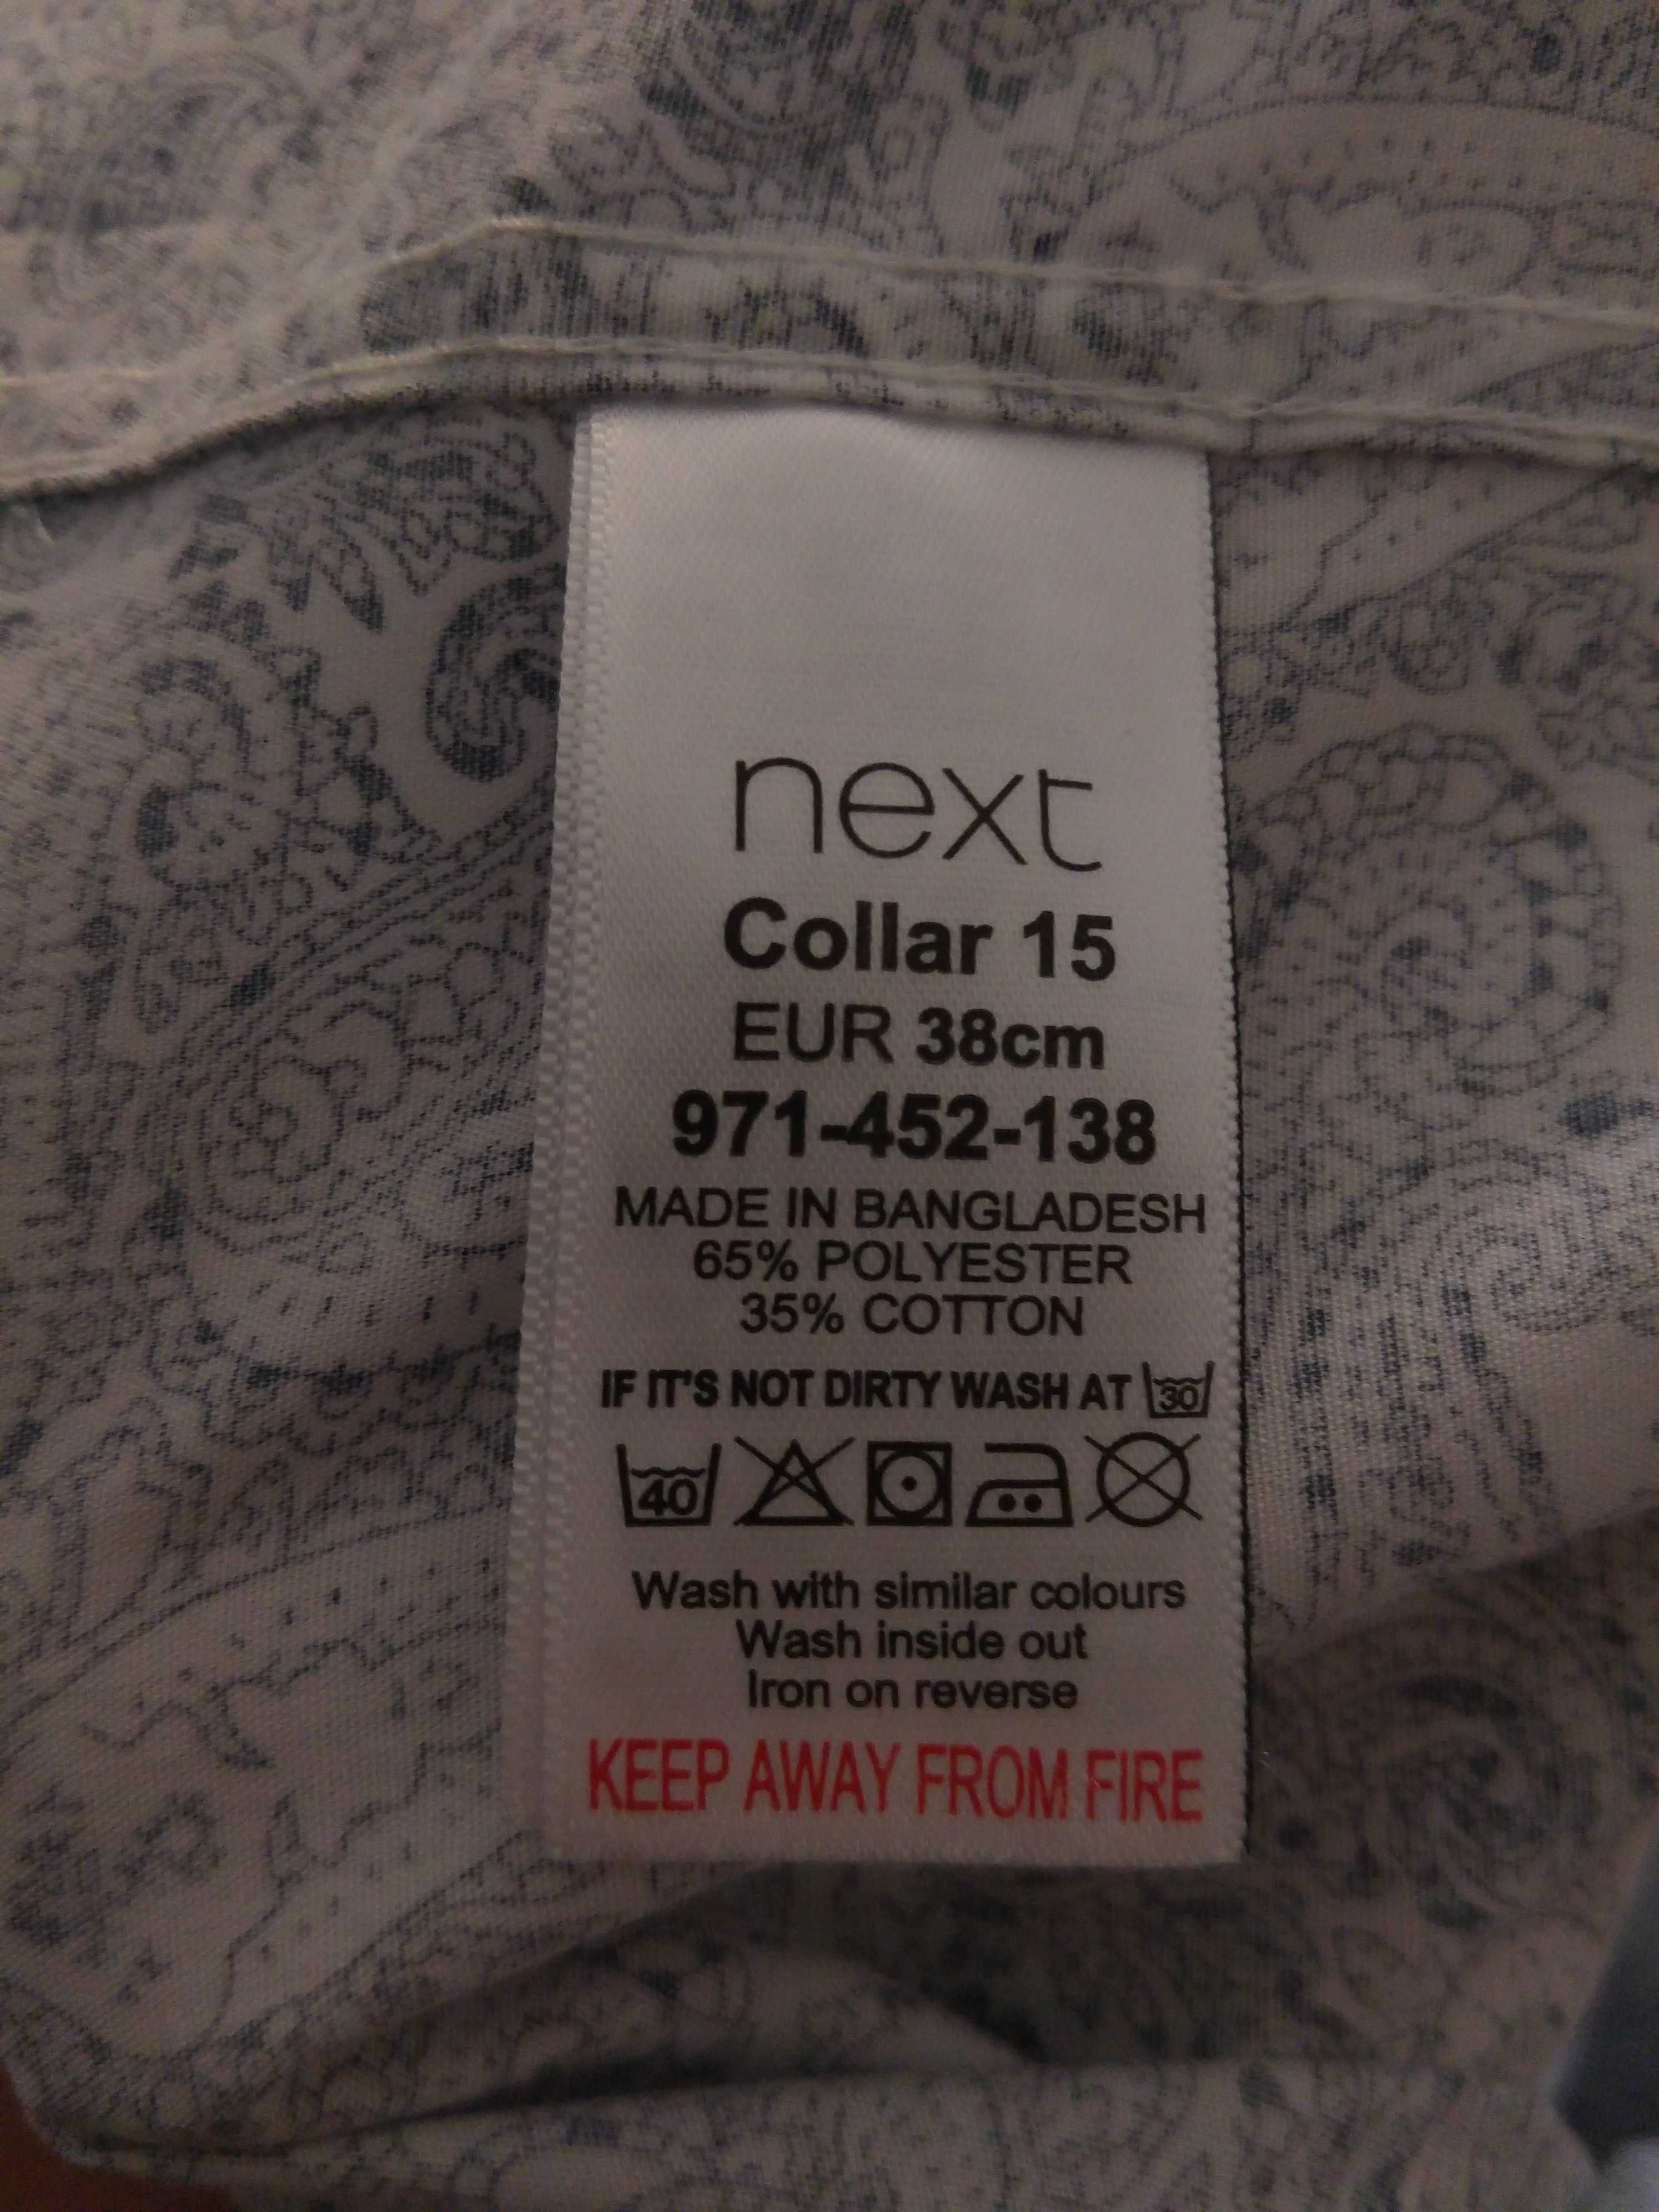 next
Collar 15
EUR 38cm
971-452-138
MADE IN BANGLADESH
65% POLYESTER
35% COTTON
IF IT'S NOT DIRTY WASH AT 30
40
Wash with similar colours
Wash inside out
Iron on reverse
KEEP AWAY FROM FIRE